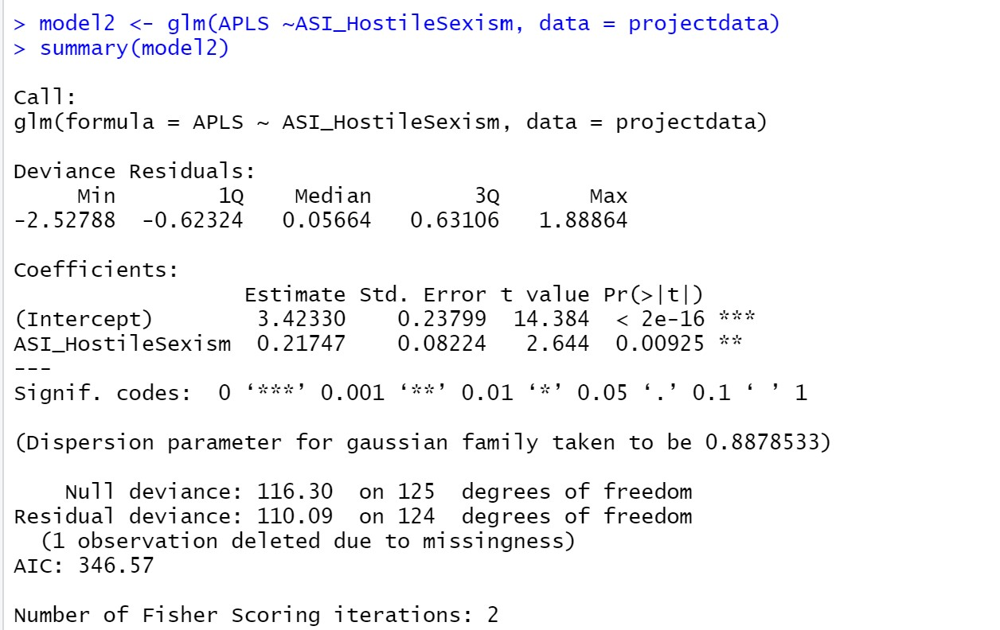 > model2 <- glm(APLS ~ASI_HostileSexism, data = projectdata)
> summary(model2)
Call:
glm(formula = APLS ~ ASI_HostileSexism, data = projectdata)
Deviance Residuals:
     Min        1Q    Median        3Q       Max
-2.52788  -0.62324   0.05664   0.63106   1.88864
Coefficients:
                 Estimate Std. Error t value Pr(>|t|)
(Intercept)       3.42330    0.23799  14.384  < 2e-16 ***
ASI_HostileSexism 0.21747    0.08224   2.644  0.00925 **
---
Signif. codes:  0 ‘***’ 0.001 ‘**’ 0.01 ‘*’ 0.05 ‘.’ 0.1 ‘ ’ 1
(Dispersion parameter for gaussian family taken to be 0.8878533)
    Null deviance: 116.30  on 125  degrees of freedom
Residual deviance: 110.09  on 124  degrees of freedom
  (1 observation deleted due to missingness)
AIC: 346.57
Number of Fisher Scoring iterations: 2